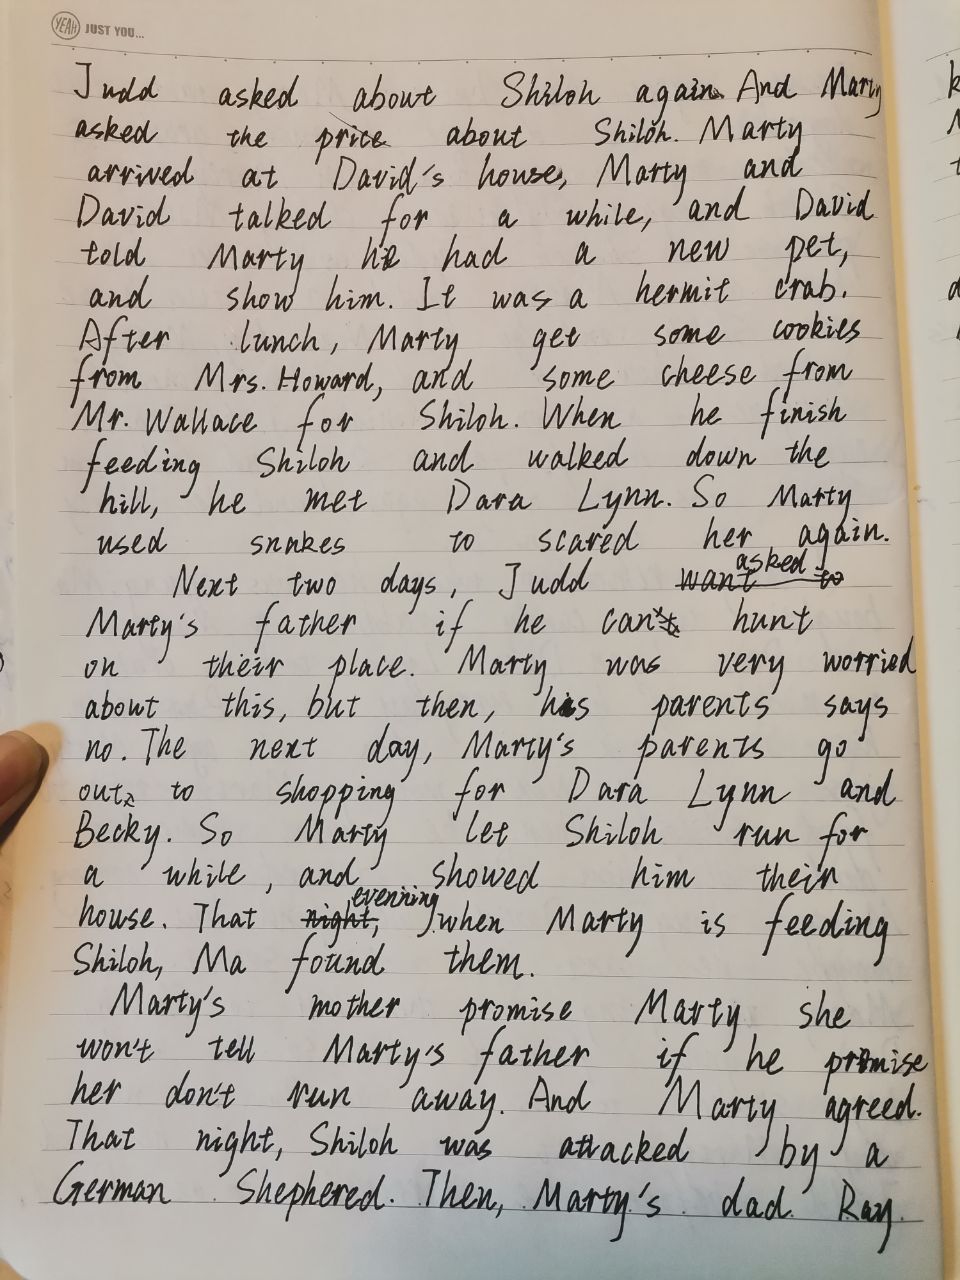 YEAH JUST YOU...
Judd asked about Shiloh again. And Marty
asked the price about Shiloh. Marty
arrived at David's house, Marty and
David talked for a while, and David
told Marty he had a new pet,
and show him. It was a hermit crab.
After lunch, Marty get some cookies
from Mrs. Howard, and some cheese from
Mr. Wallace for Shiloh. When he finish
feeding Shiloh and walked down the
hill, he met Dara Lynn. So Marty
used snakes to scared her again.
Next two days, Judd asked
Marty's father if he can hunt
on their place. Marty was very worried
about this, but then, his parents says
no. The next day, Marty's parents go
out to shopping for Dara Lynn and
Becky. So Marty let Shiloh run for
a while, and showed him their
house. That evenning, when Marty is feeding
Shiloh, Ma found them.
Marty's mother promise Marty she
won't tell Marty's father if he promise
her don't run away. And Marty agreed.
That night, Shiloh was attacked by a
German Shephered. Then, Marty's dad Ray